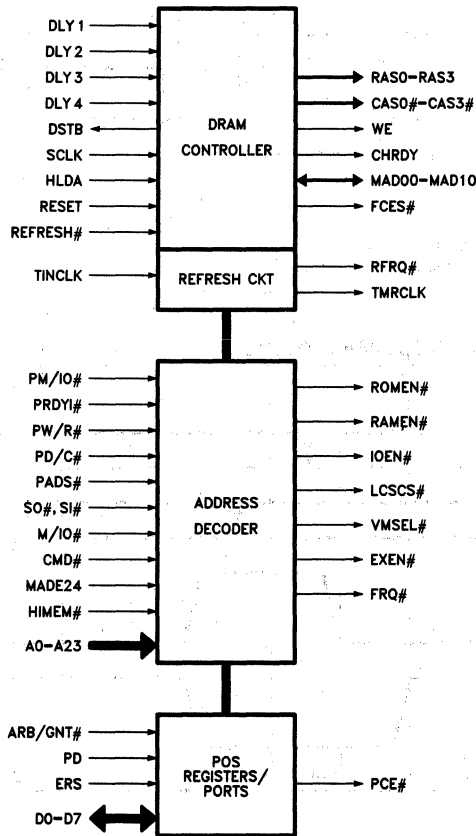 DLY 1
DLY 2
DLY 3
DLY 4
DSTB
SCLK
HLDA
RESET
REFRESH#
TINCLK
DRAM
CONTROLLER
REFRESH CKT
RAS0-RAS3
CAS0#-CAS3#
WE
CHRDY
MAD00-MAD10
FCES#
RFRQ#
TMRCLK
PM/IO#
PRDYI#
PW/R#
PD/C#
PADS#
SO#, SI#
M/IO#
CMD#
MADE24
HIMEM#
A0-A23
ADDRESS
DECODER
ROMEN#
RAMEN#
IOEN#
LCSCS#
VMSEL#
EXEN#
FRQ#
ARB/GNT#
PD
ERS
D0-D7
POS
REGISTERS/
PORTS
PCE#